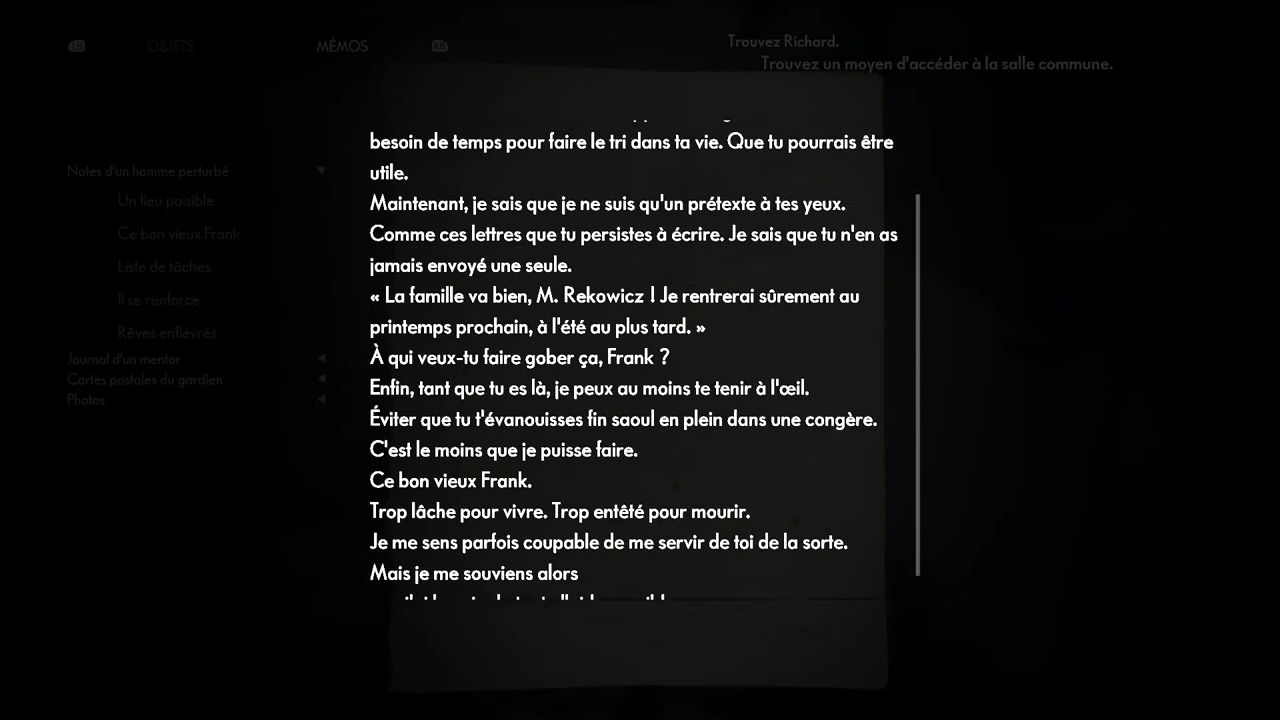 LB
OBJETS
MÉMOS
RB
Trouvez Richard.
Trouvez un moyen d'accéder à la salle commune.
Notes d'un homme perturbé
Un lieu paisible
Ce bon vieux Frank
Liste de tâches
Il se renforce
Rêves enfiévrés
Journal d'un mentor
Cartes postales du gardien
Photos
besoin de temps pour faire le tri dans ta vie. Que tu pourrais être
utile.
Maintenant, je sais que je ne suis qu'un prétexte à tes yeux.
Comme ces lettres que tu persistes à écrire. Je sais que tu n'en as
jamais envoyé une seule.
« La famille va bien, M. Rekowicz ! Je rentrerai sûrement au
printemps prochain, à l'été au plus tard. »
À qui veux-tu faire gober ça, Frank ?
Enfin, tant que tu es là, je peux au moins te tenir à l'œil.
Éviter que tu t'évanouisses fin saoul en plein dans une congère.
C'est le moins que je puisse faire.
Ce bon vieux Frank.
Trop lâche pour vivre. Trop entêté pour mourir.
Je me sens parfois coupable de me servir de toi de la sorte.
Mais je me souviens alors